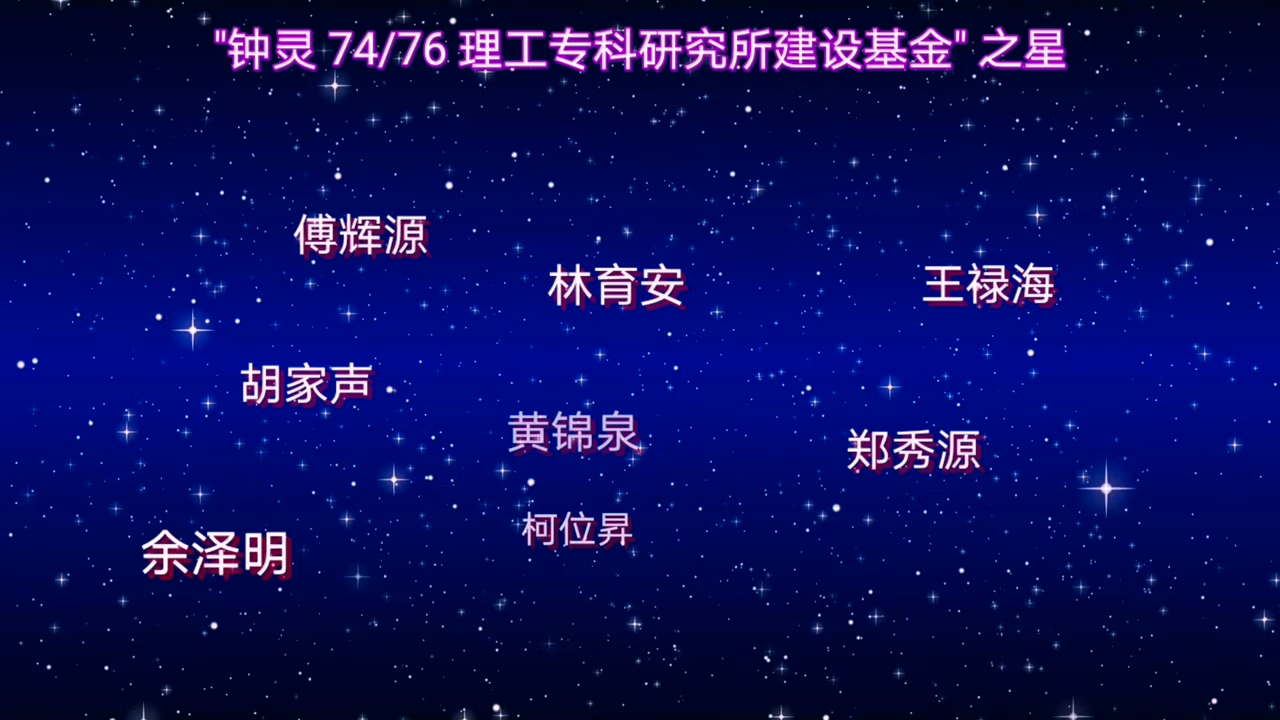 "钟灵 74/76 理工专科研究所建设基金" 之星
傅辉源
林育安
王禄海
胡家声
黄锦泉
郑秀源
柯位昇
余泽明